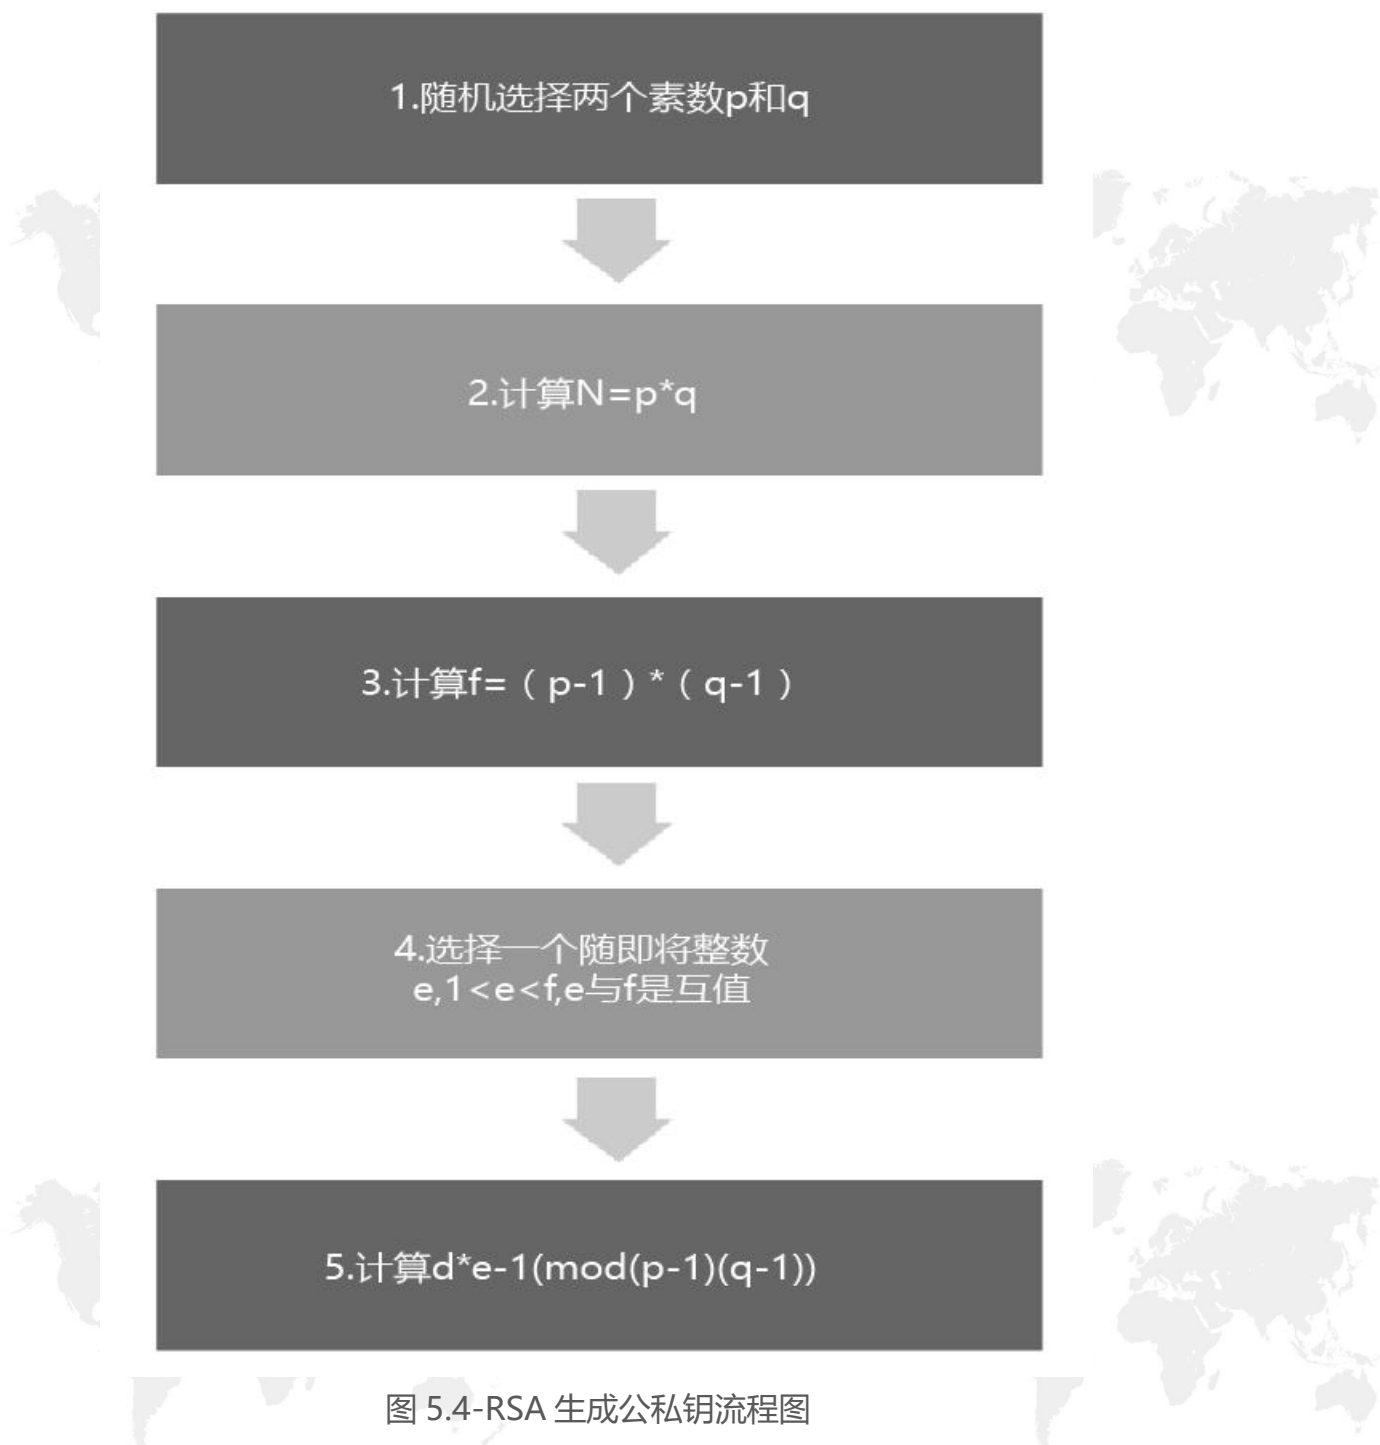 1.随机选择两个素数p和q
2.计算N=p*q
3.计算f=（p-1）*（q-1）
4.选择一个随即将整数
e,1<e<f,e与f是互值
5.计算d*e-1(mod(p-1)(q-1))
图 5.4-RSA 生成公私钥流程图